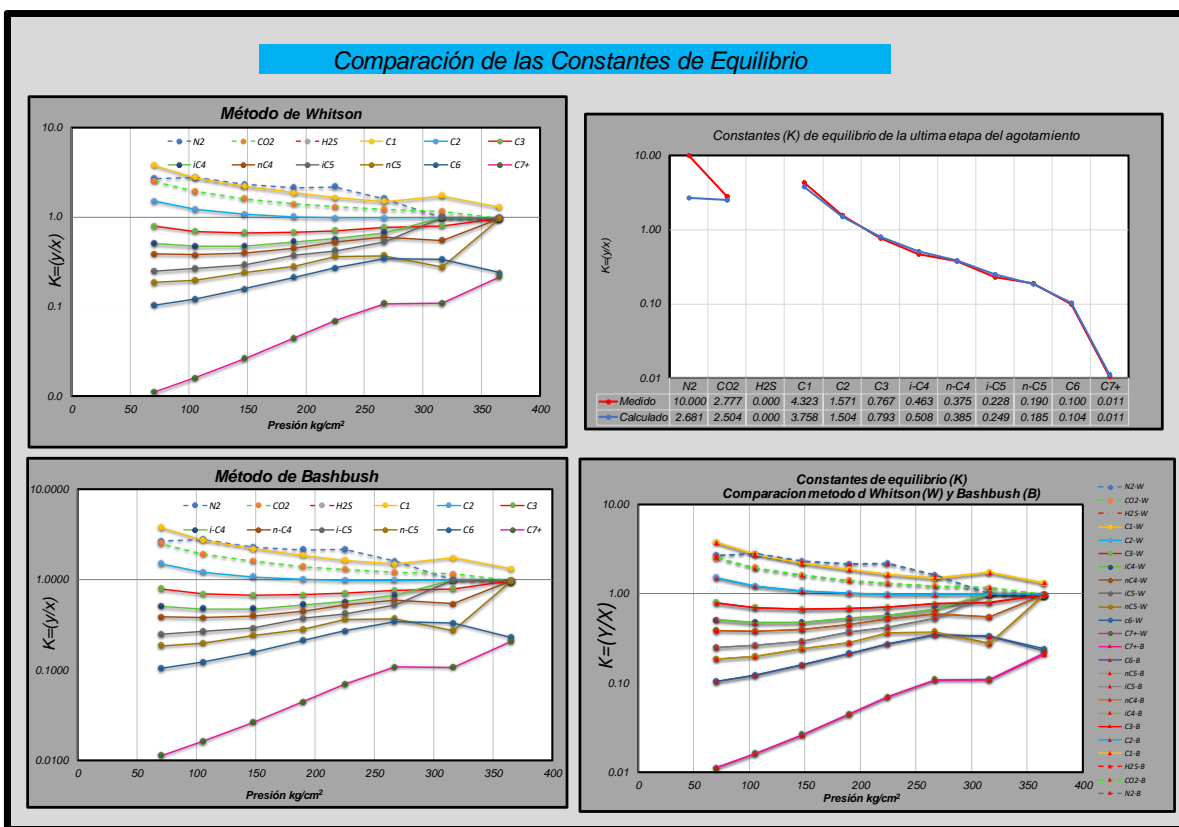 Comparación de las Constantes de Equilibrio
Método de Whitson
10.0
1.0
0.1
0.0
K=(y/x)
N2 CO2 H2S C1 C2 C3
iC4 nC4 iC5 nC5 C6 C7+
0 50 100 150 200 250 300 350 400
Presión kg/cm²
Constantes (K) de equilibrio de la ultima etapa del agotamiento
10.00
1.00
0.10
0.01
K=(y/x)
N2 CO2 H2S C1 C2 C3 i-C4 n-C4 i-C5 n-C5 C6 C7+
Medido 10.000 2.777 0.000 4.323 1.571 0.767 0.463 0.375 0.228 0.190 0.100 0.011
Calculado 2.681 2.504 0.000 3.758 1.504 0.793 0.508 0.385 0.249 0.185 0.104 0.011
Método de Bashbush
10.0000
1.0000
0.1000
0.0100
K=(y/x)
N2 CO2 H2S C1 C2 C3
i-C4 n-C4 i-C5 n-C5 C6 C7+
0 50 100 150 200 250 300 350 400
Presión kg/cm²
Constantes de equilibrio (K)
Comparacion metodo d Whitson (W) y Bashbush (B)
10.00
1.00
0.10
0.01
K=(Y/X)
0 50 100 150 200 250 300 350 400
Presión kg/cm²
N2-W
CO2-W
H2S-W
C1-W
C2-W
C3-W
iC4-W
nC4-W
iC5-W
nC5-W
c6-W
C7+-W
C7+-B
C6-B
nC5-B
iC5-B
nC4-B
iC4-B
C3-B
C2-B
C1-B
H2S-B
CO2-B
N2-B